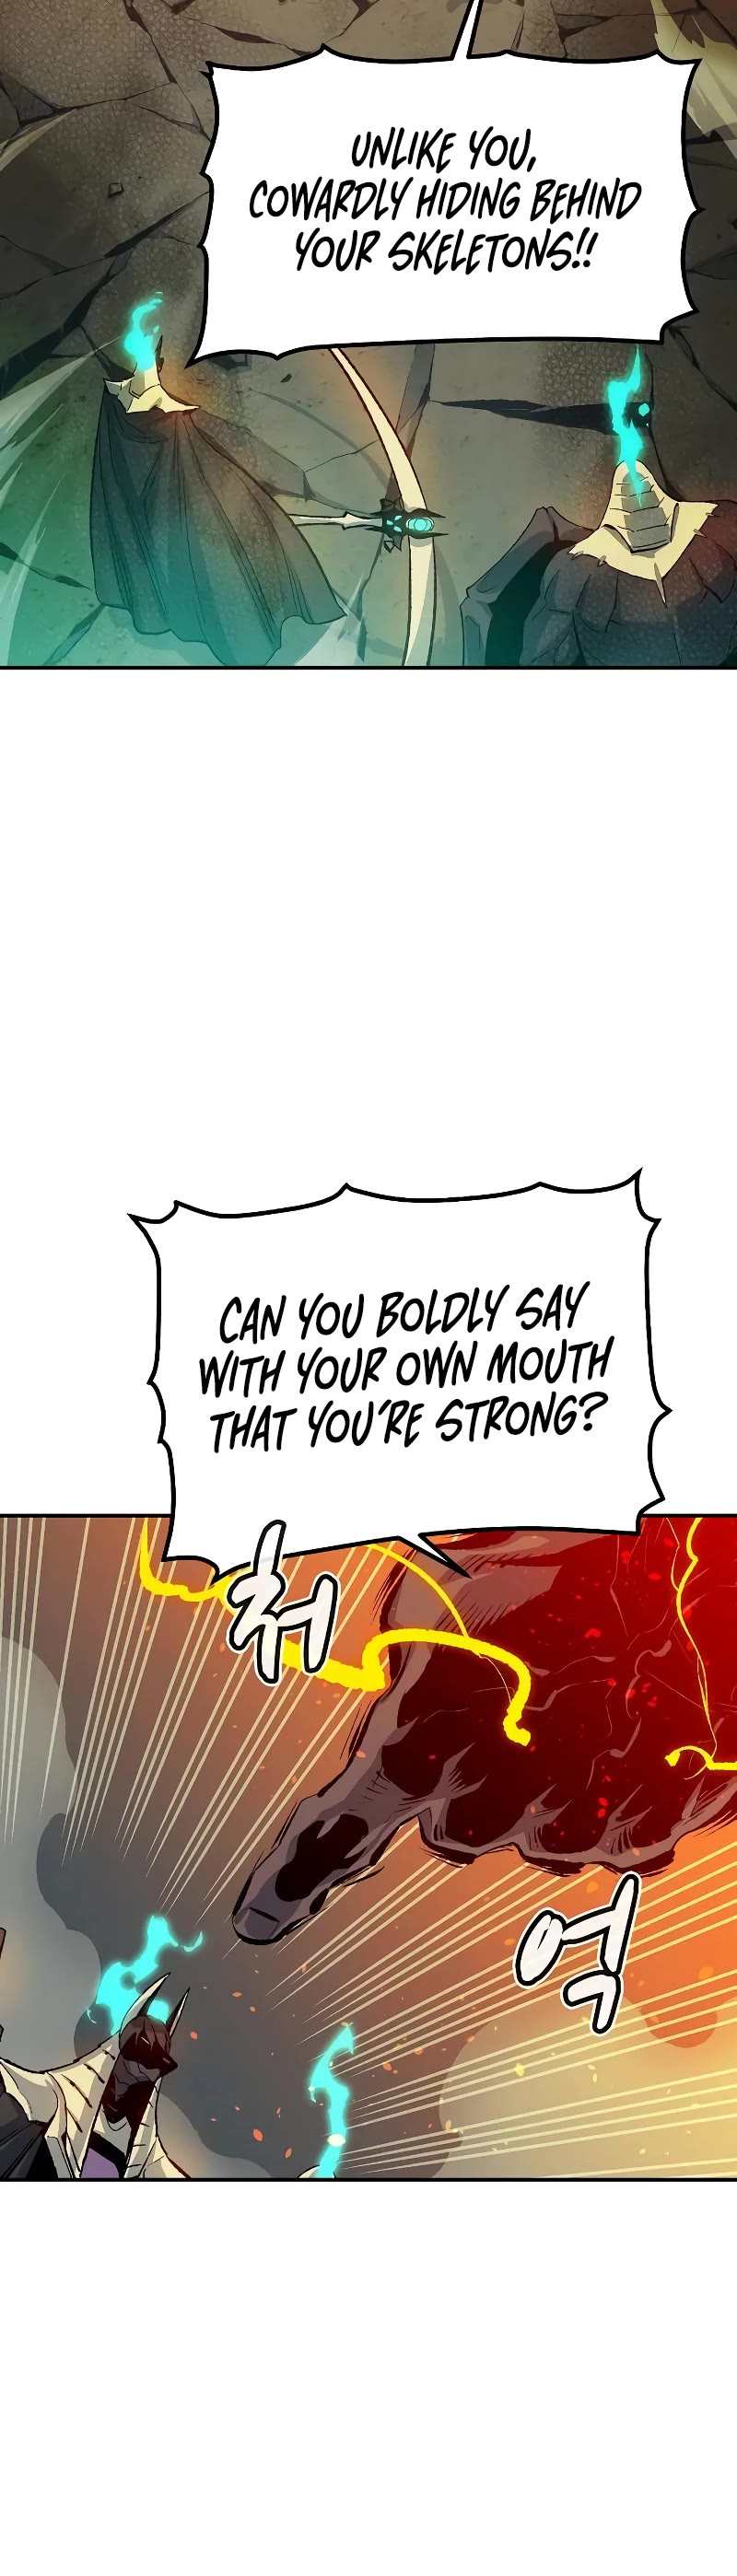 UNLIKE YOU,
COWARDLY HIDING BEHIND
YOUR SKELETONS!!
CAN YOU BOLDLY SAY
WITH YOUR OWN MOUTH
THAT YOU'RE STRONG?
처
억